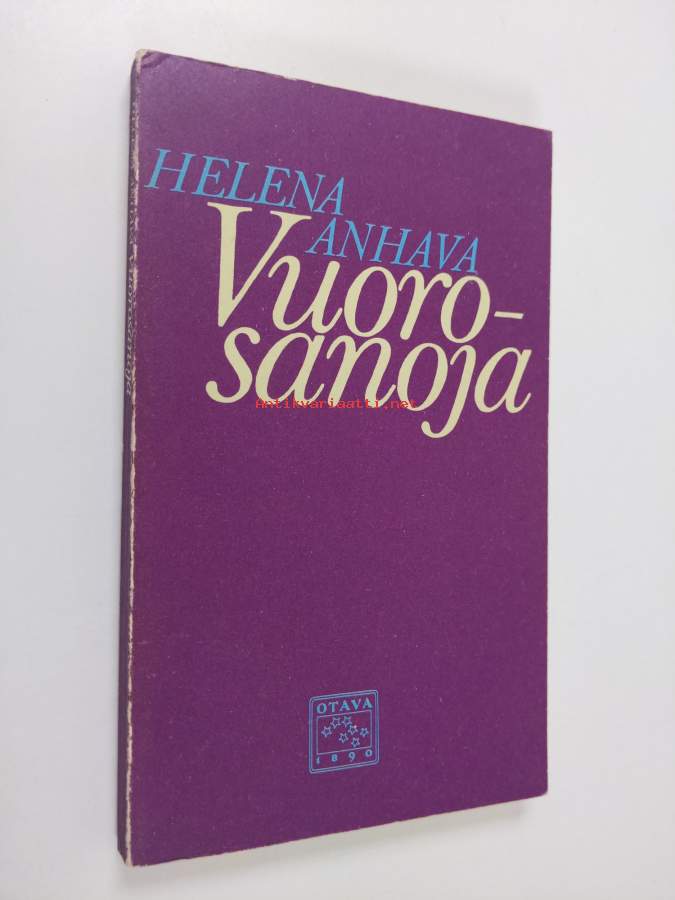 HELENA
ANHAVA
Vuoro-
sanoja
Antikvariaatti.net
OTAVA
1890